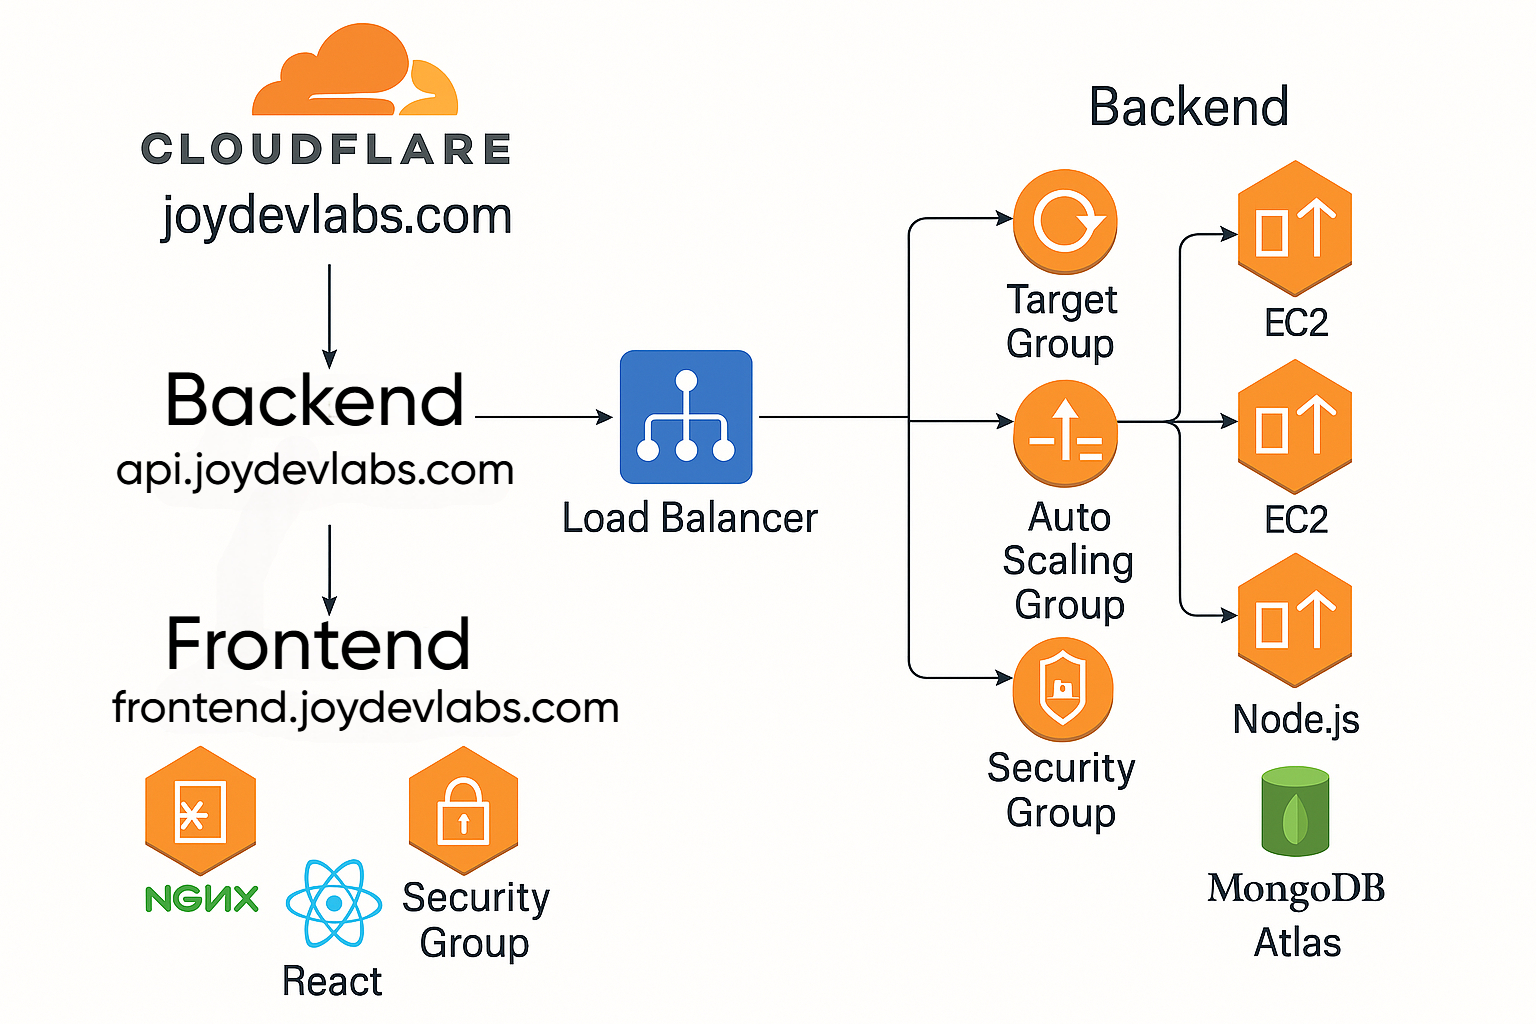 CLOUDFLARE
joydevlabs.com
Backend
api.joydevlabs.com
Frontend
frontend.joydevlabs.com
NGINX
React
Security
Group
Load Balancer
Backend
Target
Group
Auto
Scaling
Group
Security
Group
EC2
EC2
Node.js
MongoDB
Atlas